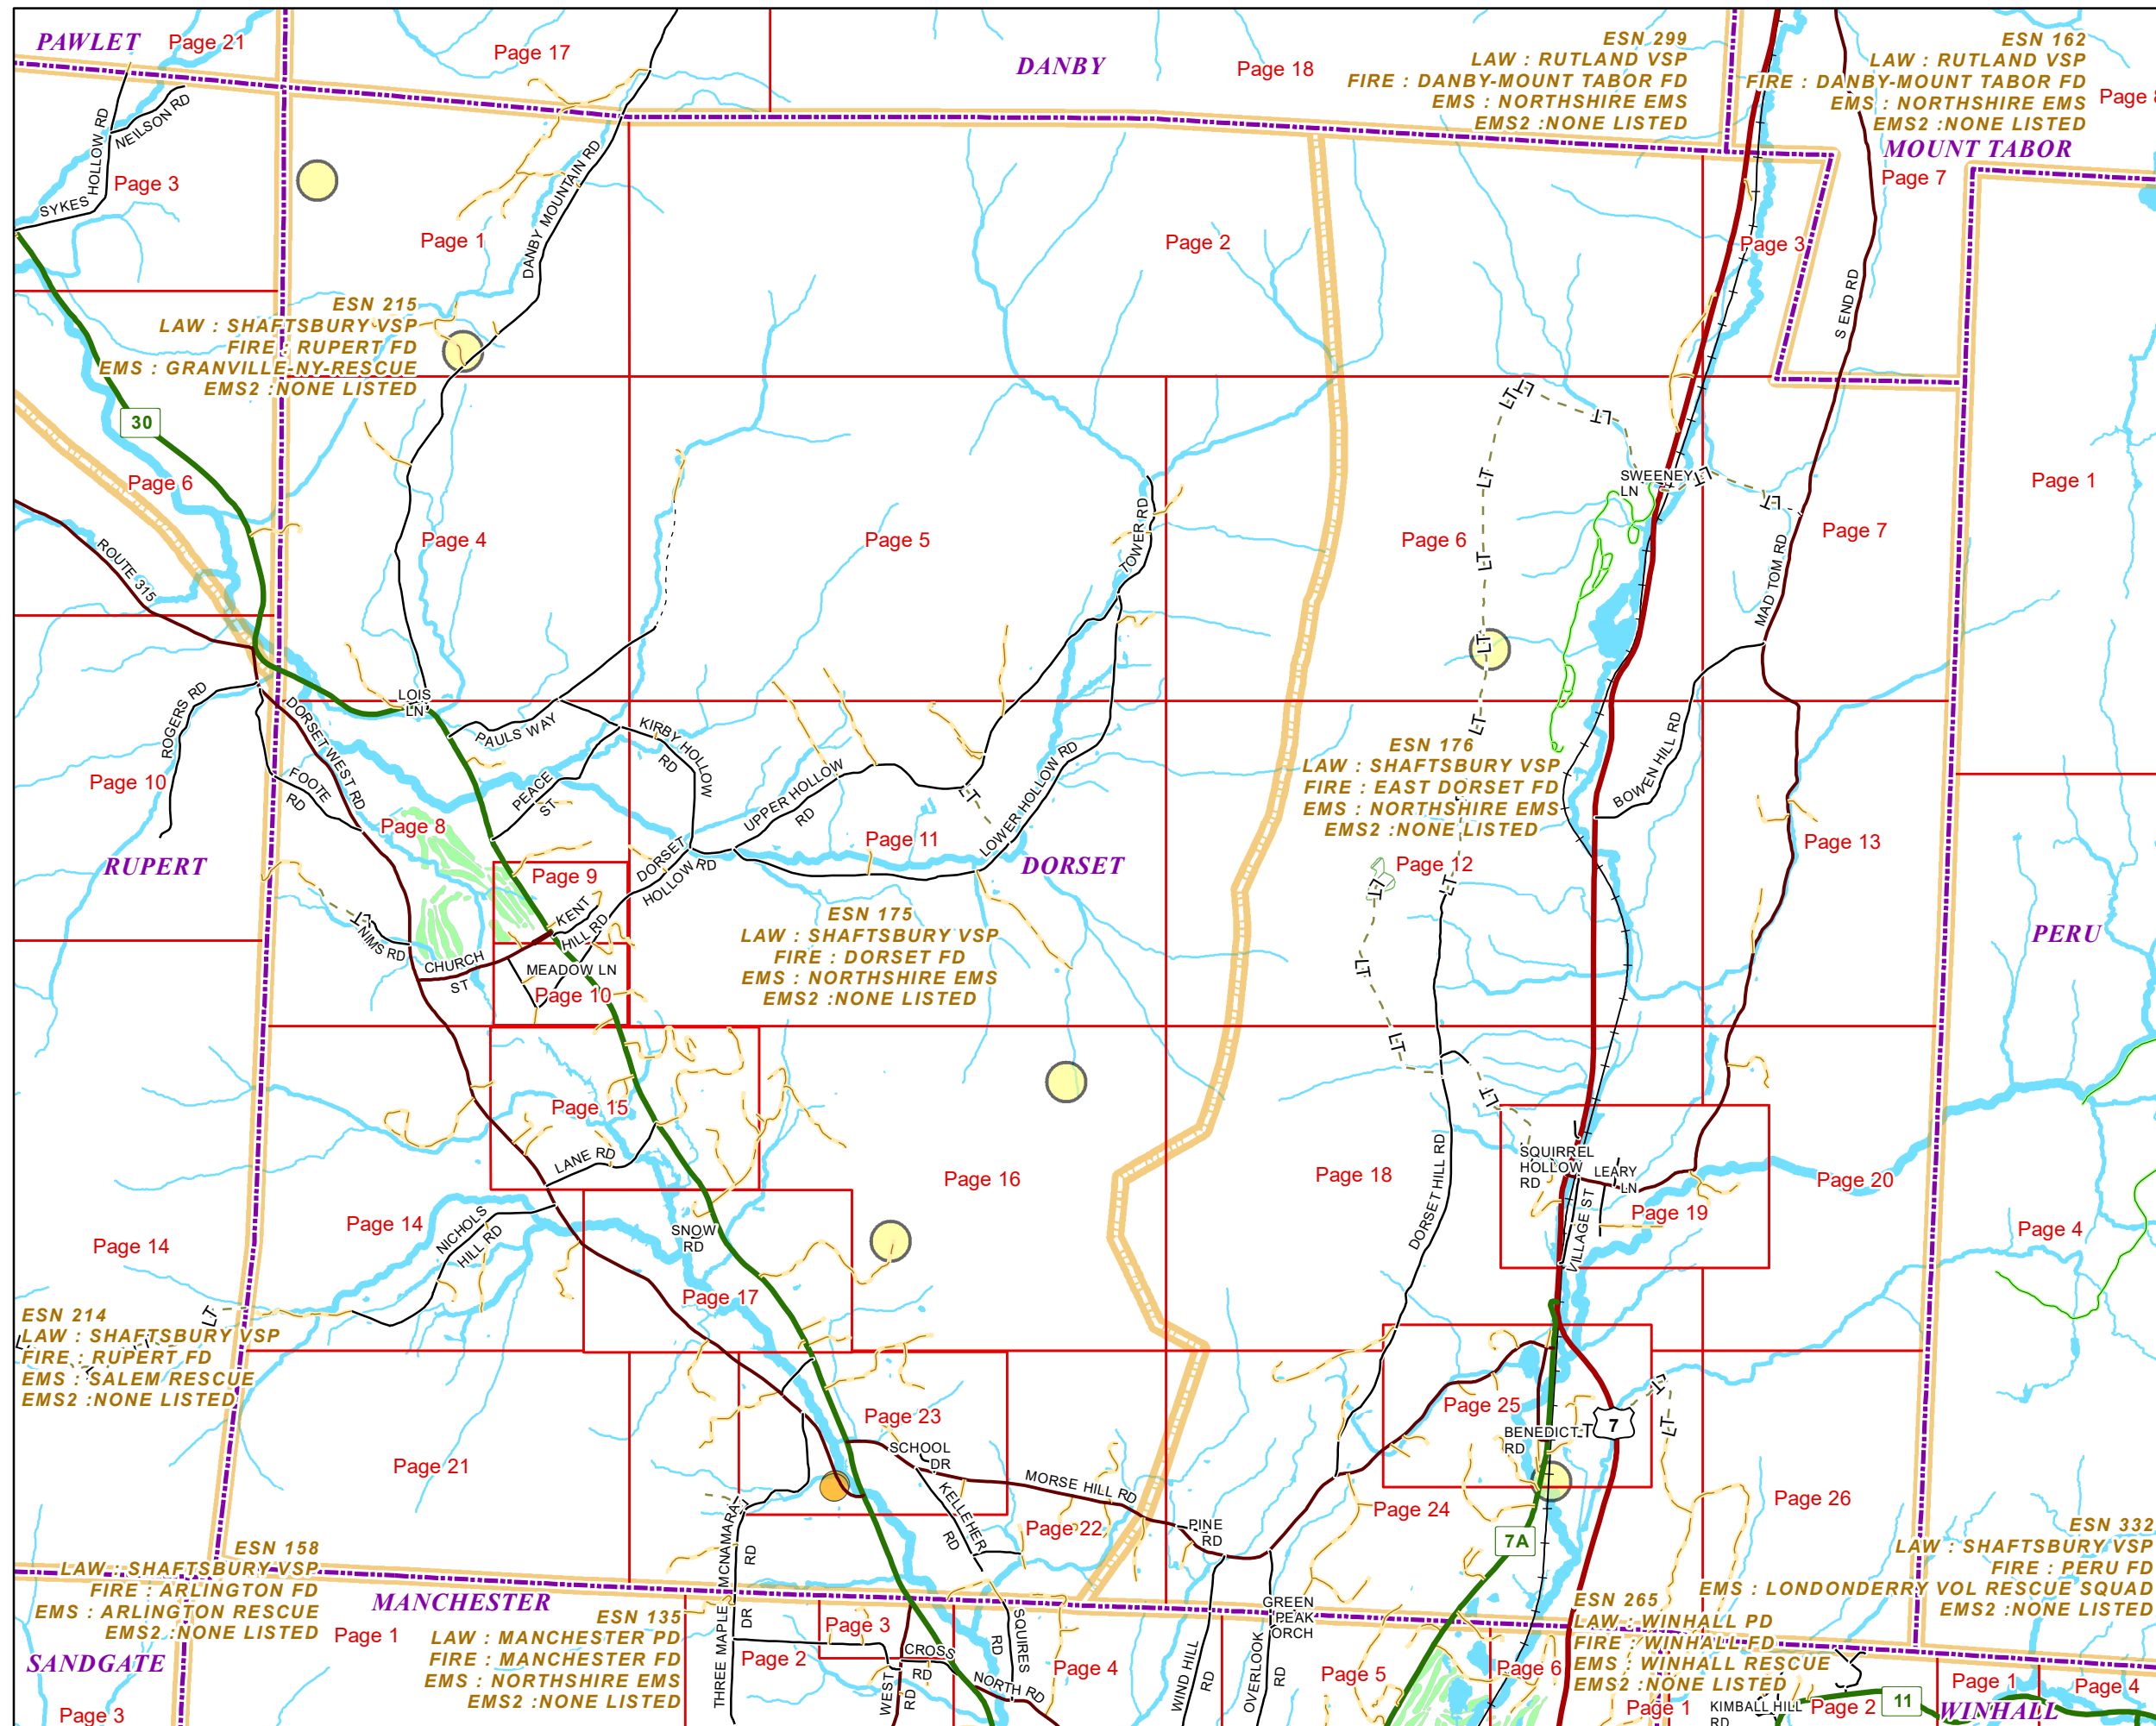 PAWLET
Page 21
Page 17
DANBY
Page 18
ESN 299
LAW : RUTLAND VSP
FIRE : DANBY-MOUNT TABOR FD
EMS : NORTHSHIRE EMS
EMS2 :NONE LISTED
ESN 162
LAW : RUTLAND VSP
FIRE : DANBY-MOUNT TABOR FD
EMS : NORTHSHIRE EMS
EMS2 :NONE LISTED
MOUNT TABOR
Page 7
SYKES HOLLOW RD
NEILSON RD
Page 3
Page 1
DANBY MOUNTAIN RD
Page 2
Page 3
S END RD
ESN 215
LAW : SHAFTSBURY VSP
FIRE : RUPERT FD
EMS : GRANVILLE-NY-RESCUE
EMS2 :NONE LISTED
30
Page 6
ROUTE 315
Page 4
Page 5
TOWER RD
Page 6
LT
LT
LT
LT
LT
LT
LT
LT
LT
SWEENEY
LN
Page 7
MAD TOM RD
Page 1
ROGERS RD
Page 10
LOIS
LN
DORSET WEST RD
FOOTE
RD
PAULS WAY
KIRBY HOLLOW
RD
PEACE
ST
UPPER HOLLOW
RD
LT
LOWER HOLLOW RD
Page 8
Page 11
RUPERT
DORSET
Page 9
DORSET
HOLLOW RD
KENT
HILL RD
LT
NIMS RD
CHURCH
ST
MEADOW LN
Page 10
ESN 175
LAW : SHAFTSBURY VSP
FIRE : DORSET FD
EMS : NORTHSHIRE EMS
EMS2 :NONE LISTED
ESN 176
LAW : SHAFTSBURY VSP
FIRE : EAST DORSET FD
EMS : NORTHSHIRE EMS
EMS2 :NONE LISTED
BOWEN HILL RD
Page 12
Page 13
PERU
LT
LT
LT
LT
LT
Page 15
LANE RD
Page 16
Page 18
DORSET HILL RD
SQUIRREL
HOLLOW
RD
LEARY
LN
VILLAGE ST
Page 19
Page 20
Page 4
Page 14
Page 14
NICHOLS
HILL RD
SNOW
RD
Page 17
LT
ESN 214
LAW : SHAFTSBURY VSP
FIRE : RUPERT FD
EMS : SALEM RESCUE
EMS2 :NONE LISTED
Page 21
Page 23
SCHOOL
DR
MORSE HILL RD
KELLEHER
RD
Page 22
PINE
RD
Page 24
Page 25
BENEDICT
RD
7
LT
LT
7A
Page 26
ESN 158
LAW : SHAFTSBURY VSP
FIRE : ARLINGTON FD
EMS : ARLINGTON RESCUE
EMS2 :NONE LISTED
SANDGATE
Page 3
MANCHESTER
Page 1
ESN 135
LAW : MANCHESTER PD
FIRE : MANCHESTER FD
EMS : NORTHSHIRE EMS
EMS2 :NONE LISTED
MCNAMARA
RD
THREE MAPLE
DR
Page 2
Page 3
CROSS
RD
WEST
RD
NORTH RD
SQUIRES
RD
Page 4
WIND HILL
RD
OVERLOOK
RD
GREEN
PEAK
ORCH
Page 5
Page 6
ESN 332
LAW : SHAFTSBURY VSP
FIRE : PERU FD
EMS : LONDONDERRY VOL RESCUE SQUAD
EMS2 :NONE LISTED
ESN 265
LAW : WINHALL PD
FIRE : WINHALL FD
EMS : WINHALL RESCUE
EMS2 :NONE LISTED
Page 1
KIMBALL HILL
RD
Page 2
11
Page 1
Page 4
WINHALL